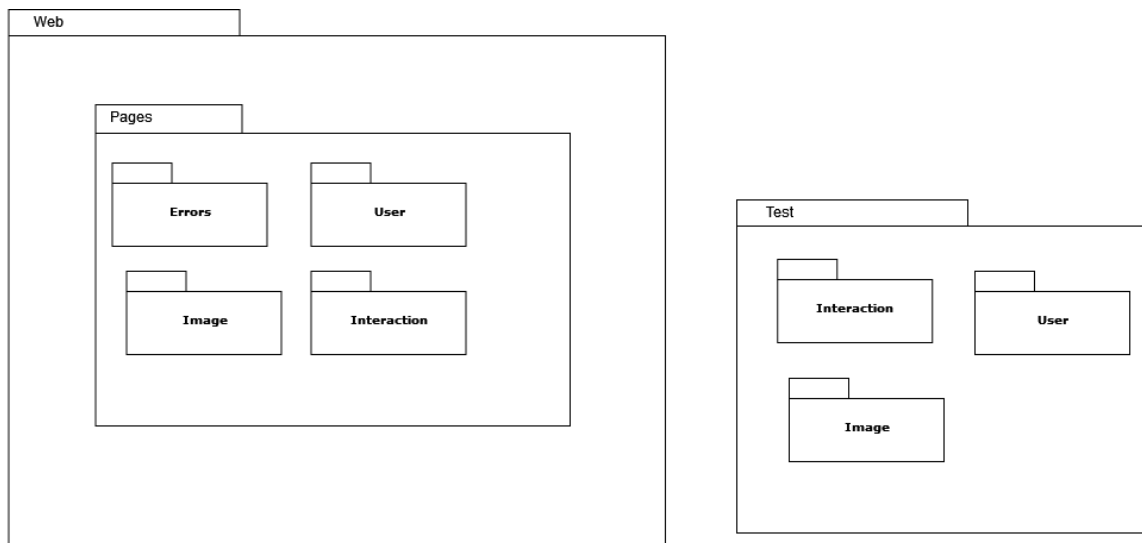 Web
Pages
Errors
User
Image
Interaction
Test
Interaction
User
Image